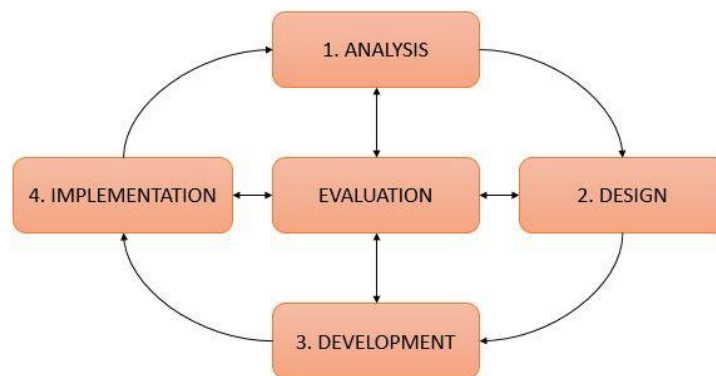 1. ANALYSIS
4. IMPLEMENTATION
EVALUATION
2. DESIGN
3. DEVELOPMENT